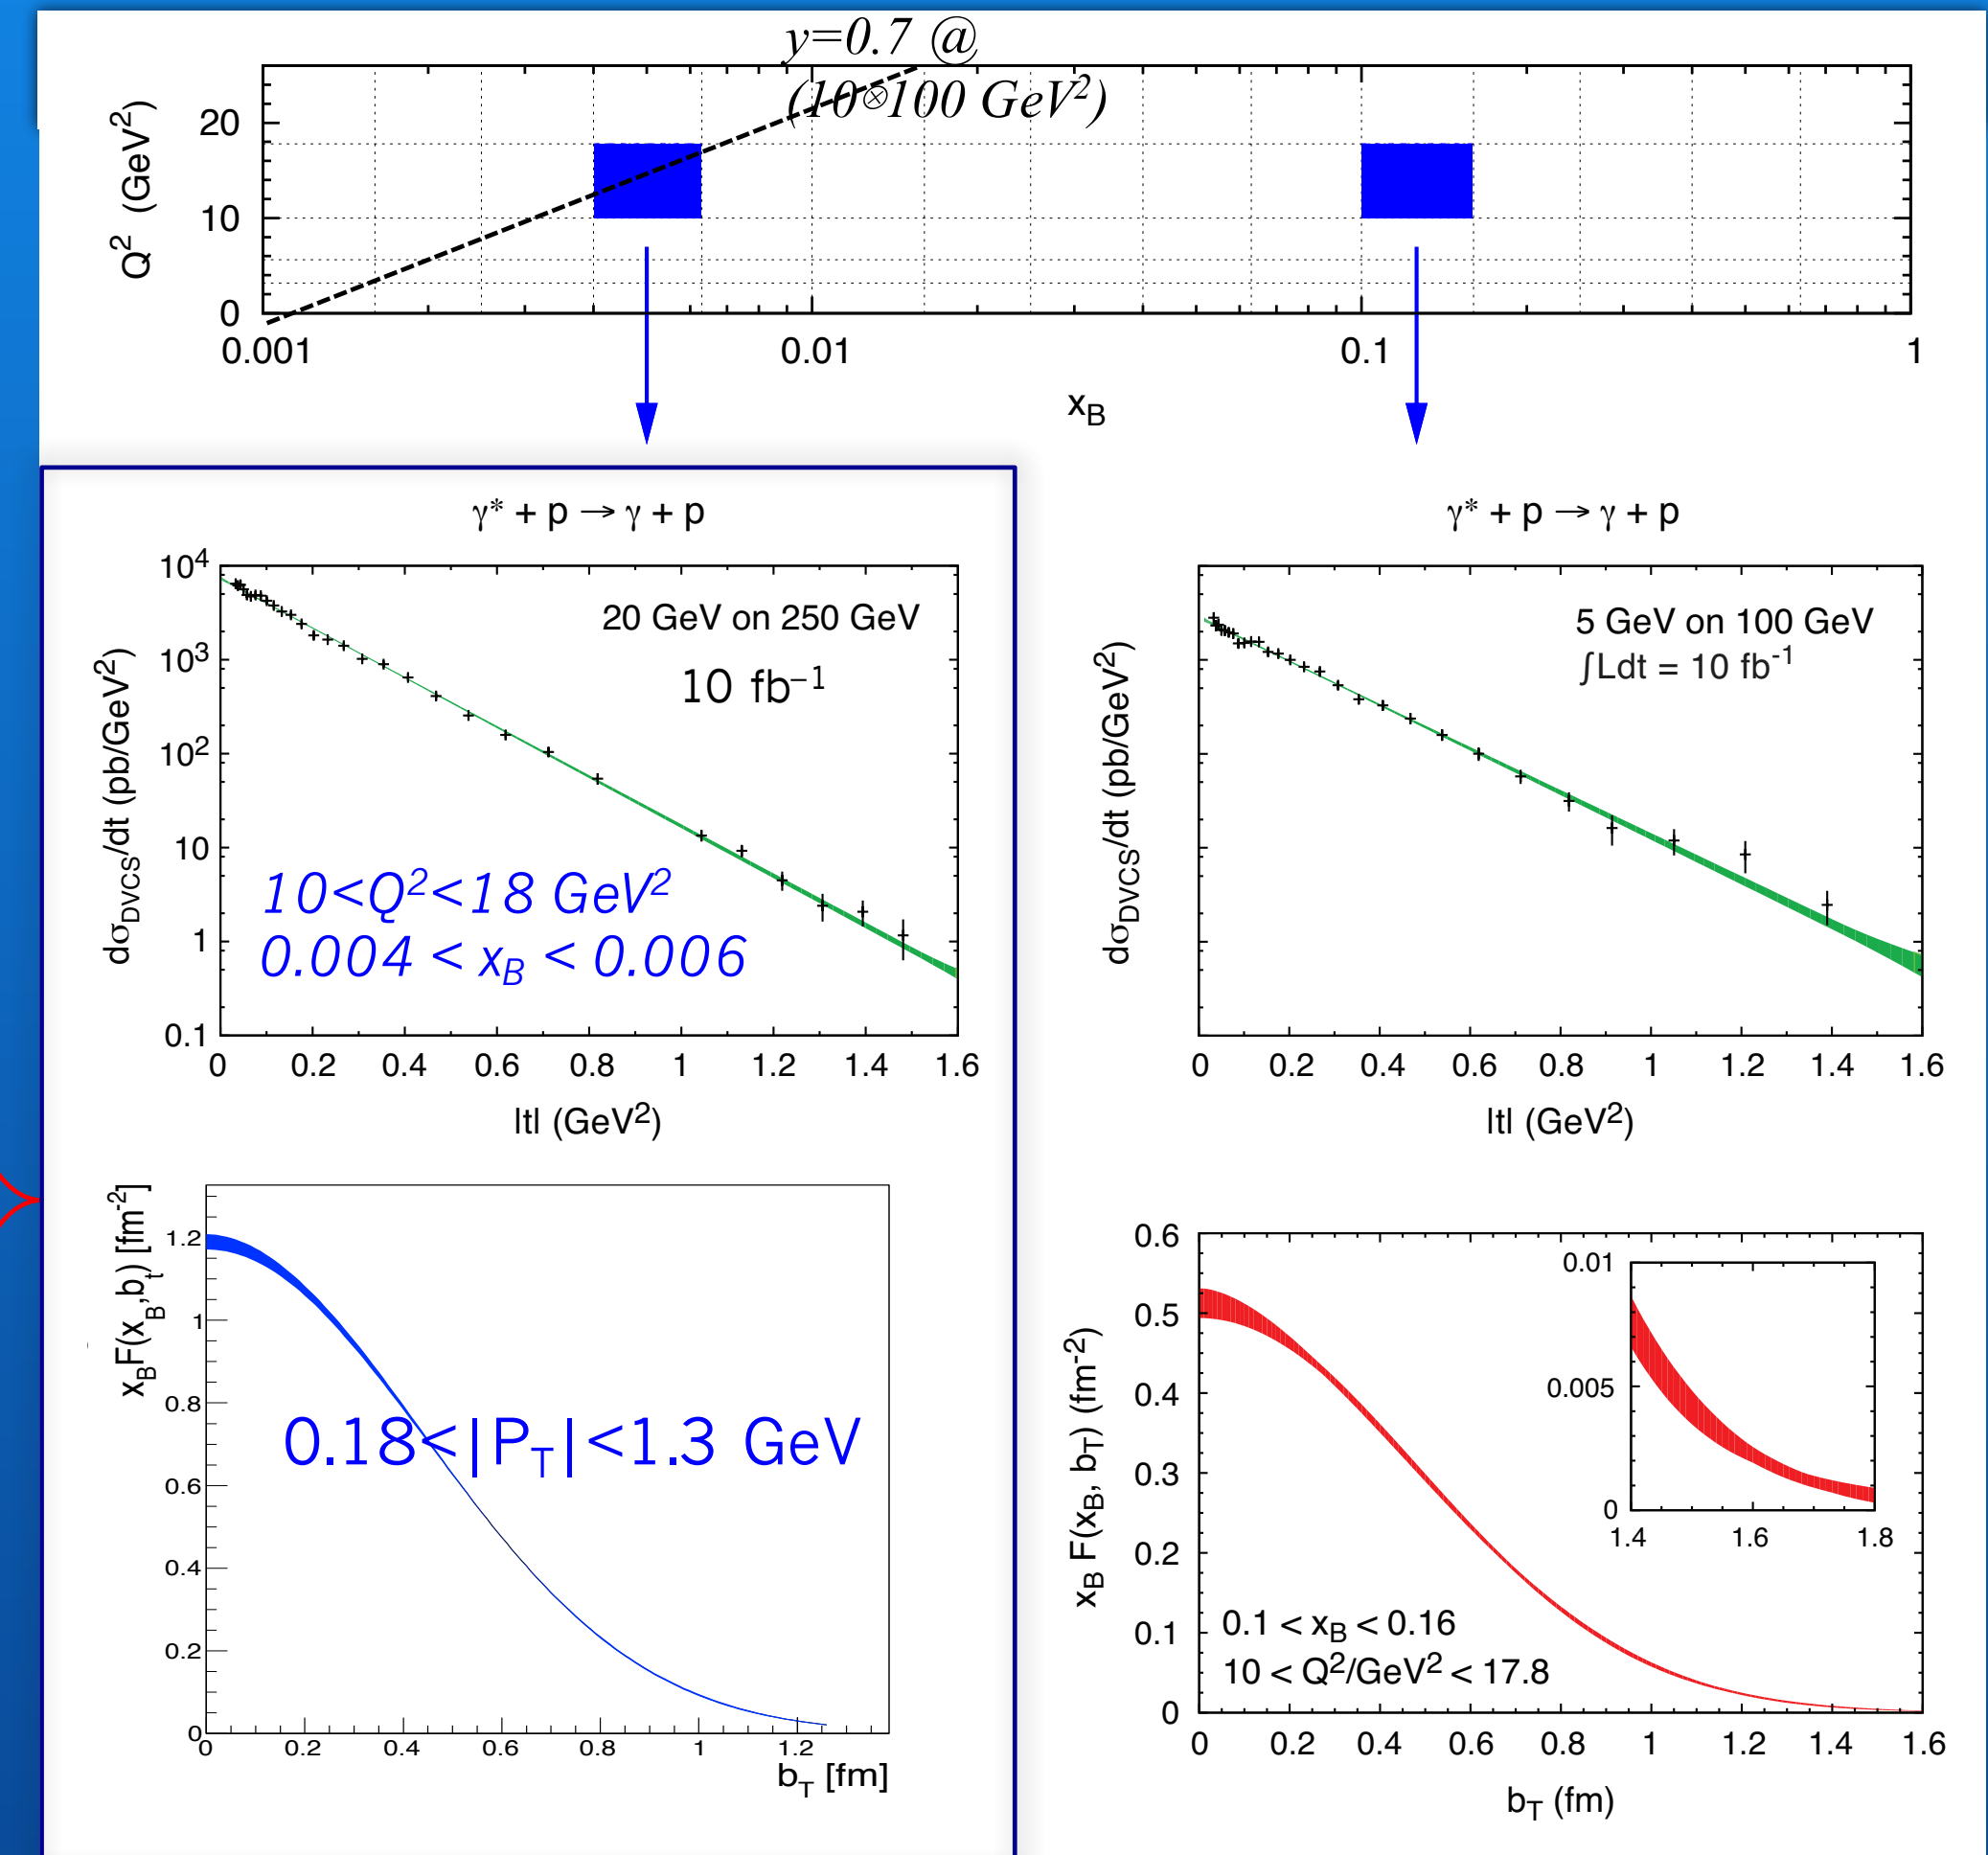 y=0.7 @
(10⊗100 GeV²)
Q² (GeV²)
20
10
0
0.001 0.01 0.1 1
x_B
γ* + p → γ + p
dσ_DVCS/dt (pb/GeV²)
10⁴
10³
10²
10
1
0.1
20 GeV on 250 GeV
10 fb⁻¹
10<Q²<18 GeV²
0.004 < x_B < 0.006
0 0.2 0.4 0.6 0.8 1 1.2 1.4 1.6
|t| (GeV²)
x_BF(x_B,b_t) [fm⁻²]
1.2
1
0.8
0.6
0.4
0.2
0
0.18<|P_T|<1.3 GeV
0 0.2 0.4 0.6 0.8 1 1.2
b_T [fm]
γ* + p → γ + p
dσ_DVCS/dt (pb/GeV²)
5 GeV on 100 GeV
∫Ldt = 10 fb⁻¹
0 0.2 0.4 0.6 0.8 1 1.2 1.4 1.6
|t| (GeV²)
x_B F(x_B, b_T) (fm⁻²)
0.6
0.5
0.4
0.3
0.2
0.1
0
0.01
0.005
0
1.4 1.6 1.8
0.1 < x_B < 0.16
10 < Q²/GeV² < 17.8
0 0.2 0.4 0.6 0.8 1 1.2 1.4 1.6
b_T (fm)